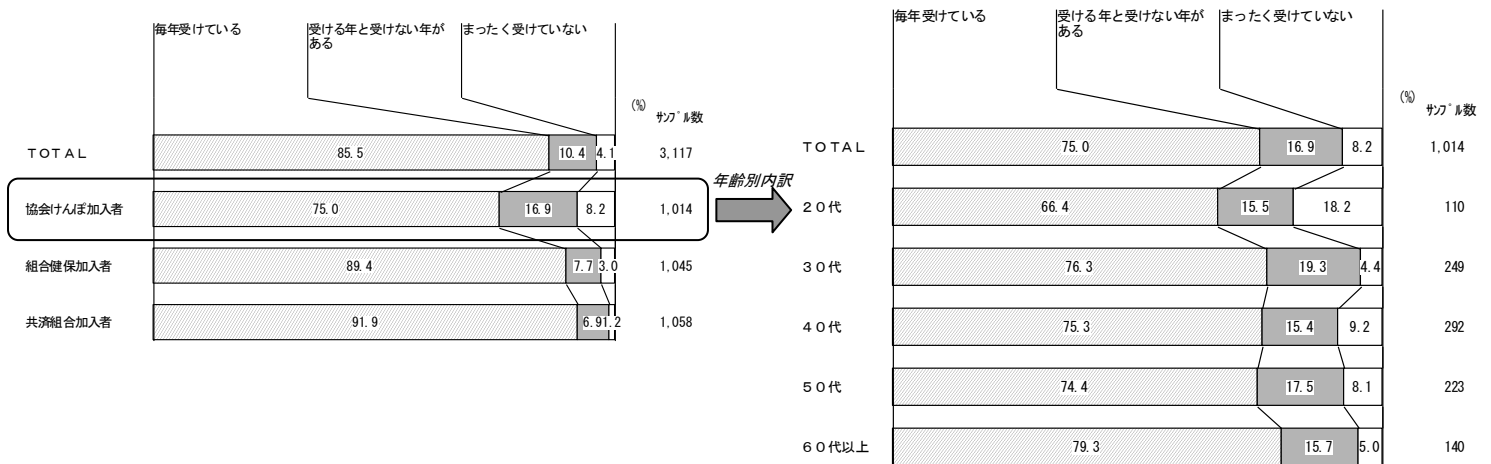 毎年受けている 受ける年と受けない年が まったく受けていない
ある
(%)
ｻﾝﾌﾟﾙ数
ＴＯＴＡＬ 85.5 10.4 4.1 3,117
協会けんぽ加入者 75.0 16.9 8.2 1,014
組合健保加入者 89.4 7.7 3.0 1,045
共済組合加入者 91.9 6.9 1.2 1,058
年齢別内訳
毎年受けている 受ける年と受けない年が まったく受けていない
ある
(%)
ｻﾝﾌﾟﾙ数
ＴＯＴＡＬ 75.0 16.9 8.2 1,014
２０代 66.4 15.5 18.2 110
３０代 76.3 19.3 4.4 249
４０代 75.3 15.4 9.2 292
５０代 74.4 17.5 8.1 223
６０代以上 79.3 15.7 5.0 140